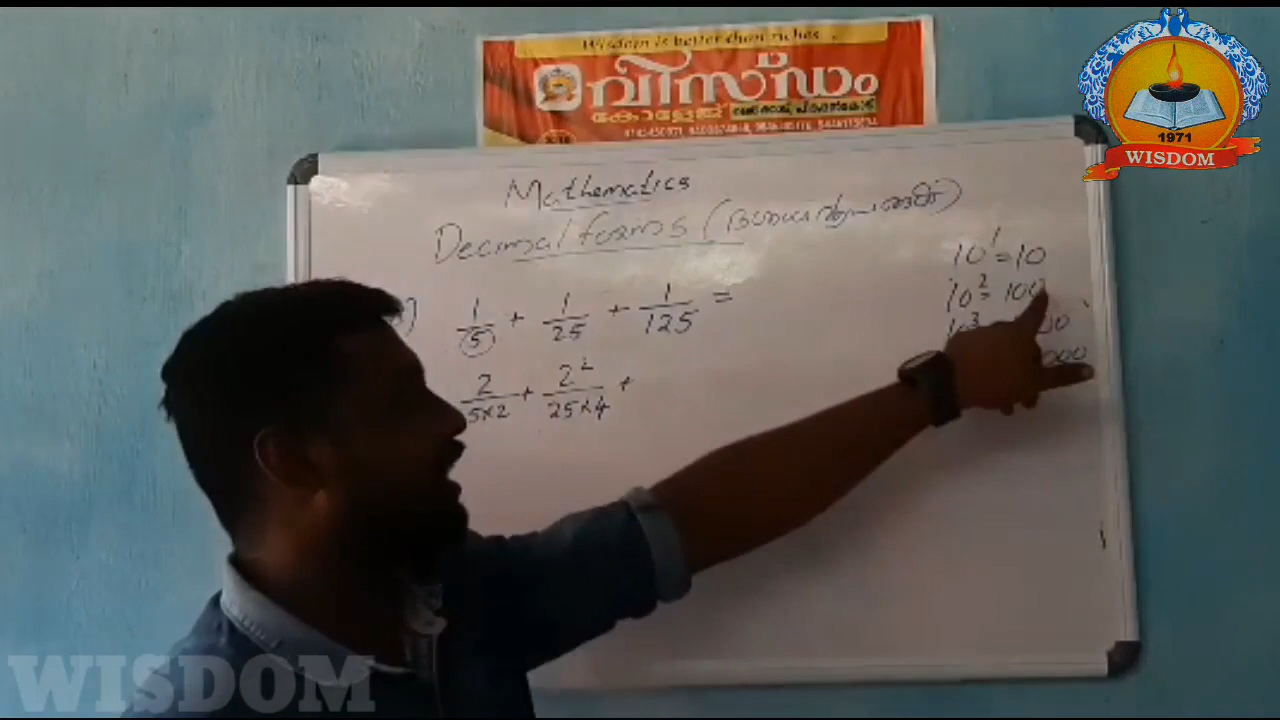 Wisdom is better than riches
വിസ്ഡം
കോളേജ്
1971
WISDOM
Mathematics
Decimal forms (ദശാംശരൂപങ്ങൾ)
1/5 + 1/25 + 1/125 =
2/5×2 + 2²/25×4 +
10¹ = 10
10² = 100
10³
WISDOM